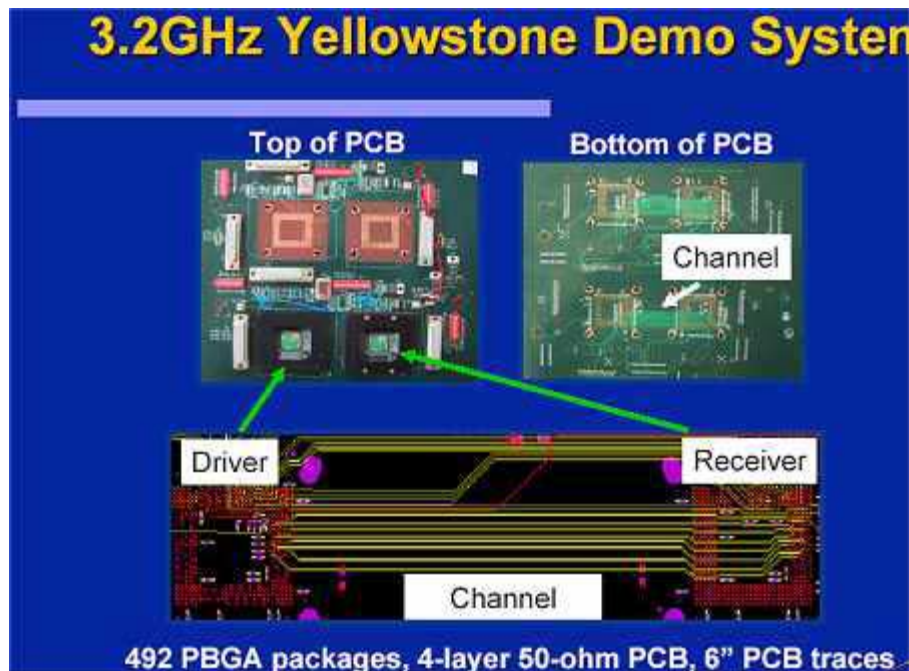 3.2GHz Yellowstone Demo System
Top of PCB
Bottom of PCB
Channel
Driver
Receiver
Channel
492 PBGA packages, 4-layer 50-ohm PCB, 6” PCB traces